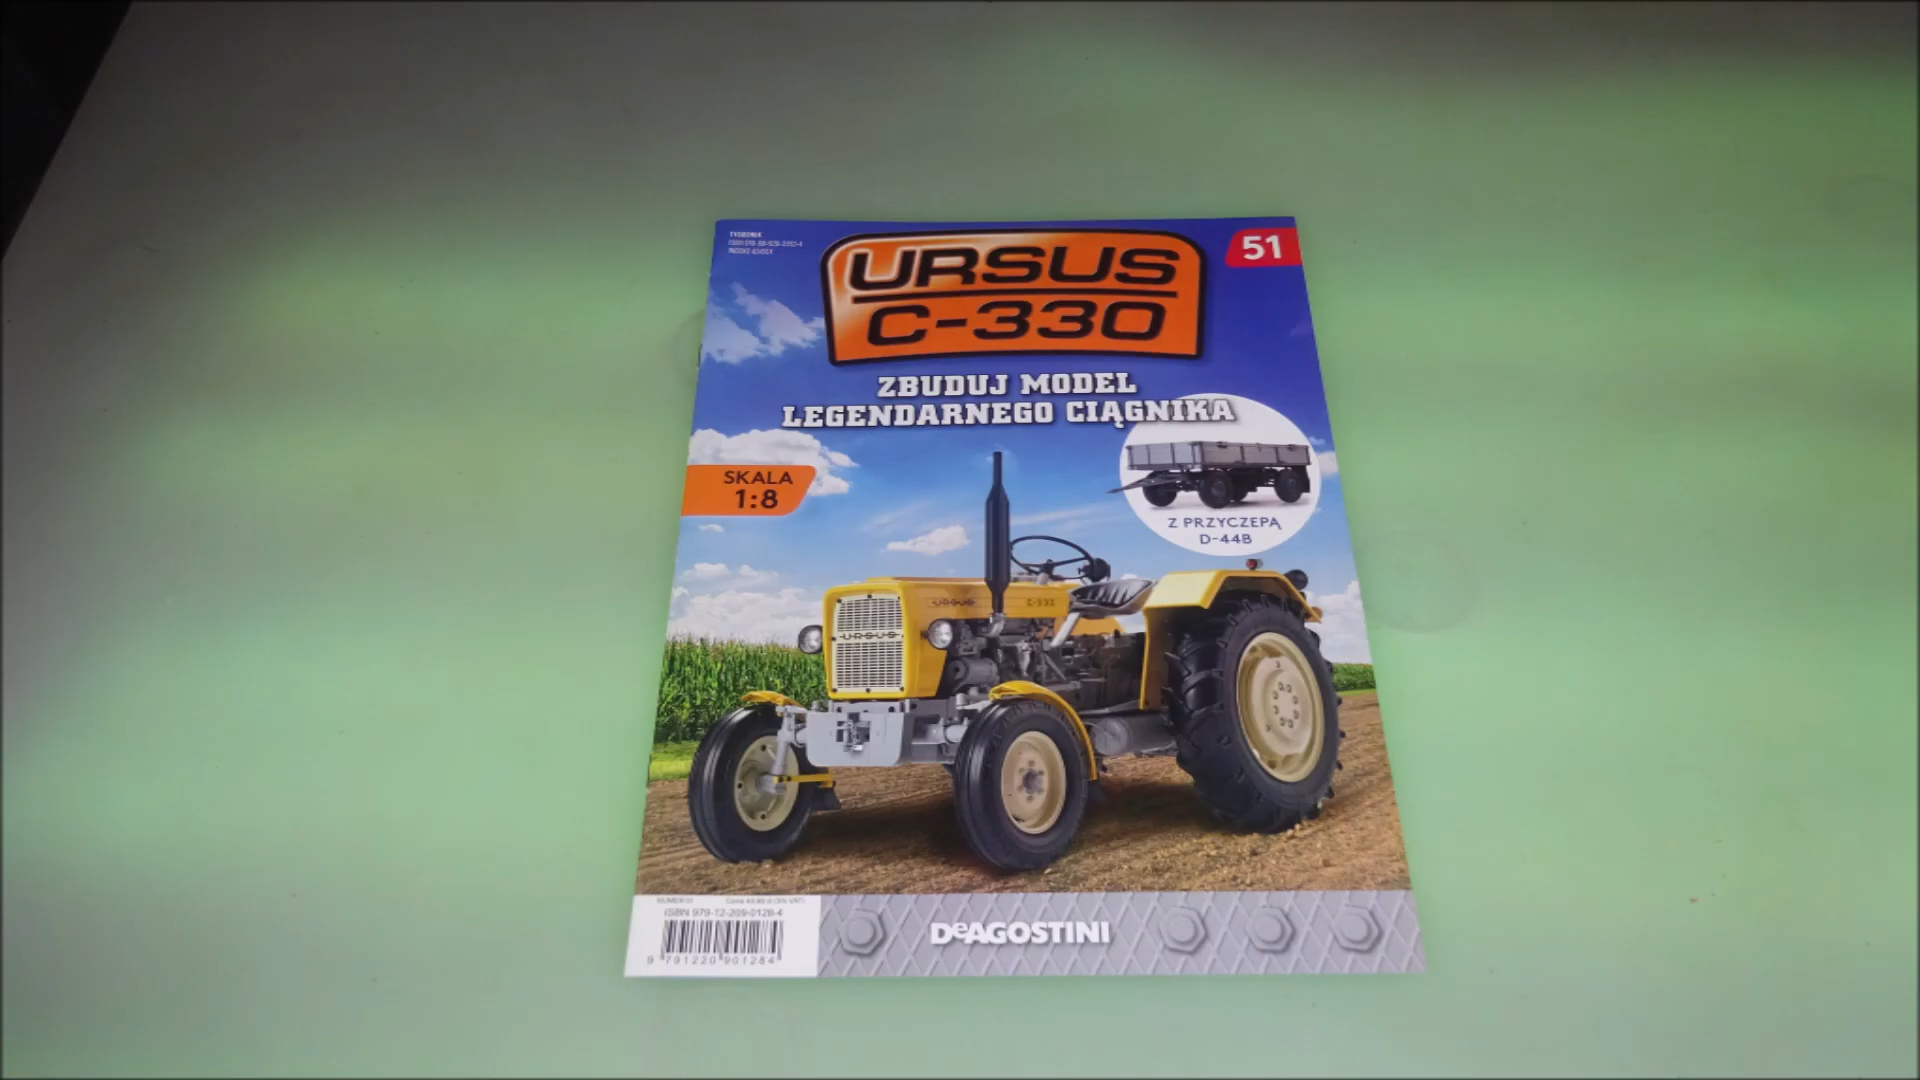 TYGODNIK
51
URSUS
C-330
ZBUDUJ MODEL
LEGENDARNEGO CIĄGNIKA
SKALA
1:8
Z PRZYCZEPĄ
D-44B
URSUS
C-330
URSUS
ISBN 979-12-209-0128-4
9 791220 901284
DeAGOSTINI